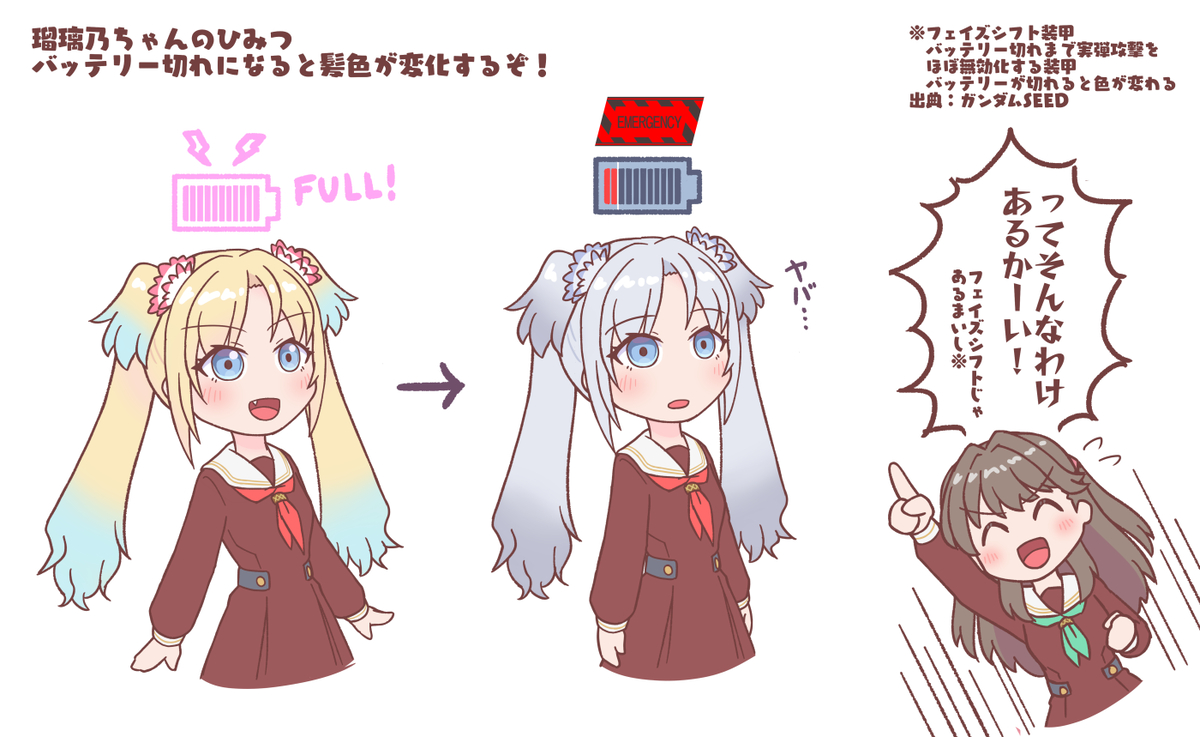 瑠璃乃ちゃんのひみつ
バッテリー切れになると髪色が変化するぞ！
FULL!
EMERGENCY
ヤバ…
※フェイズシフト装甲
バッテリー切れまで実弾攻撃を
ほぼ無効化する装甲
バッテリーが切れると色が変わる
出典：ガンダムSEED
ってそんなわけ
あるかーい！
フェイズシフトじゃ
あるまいし※